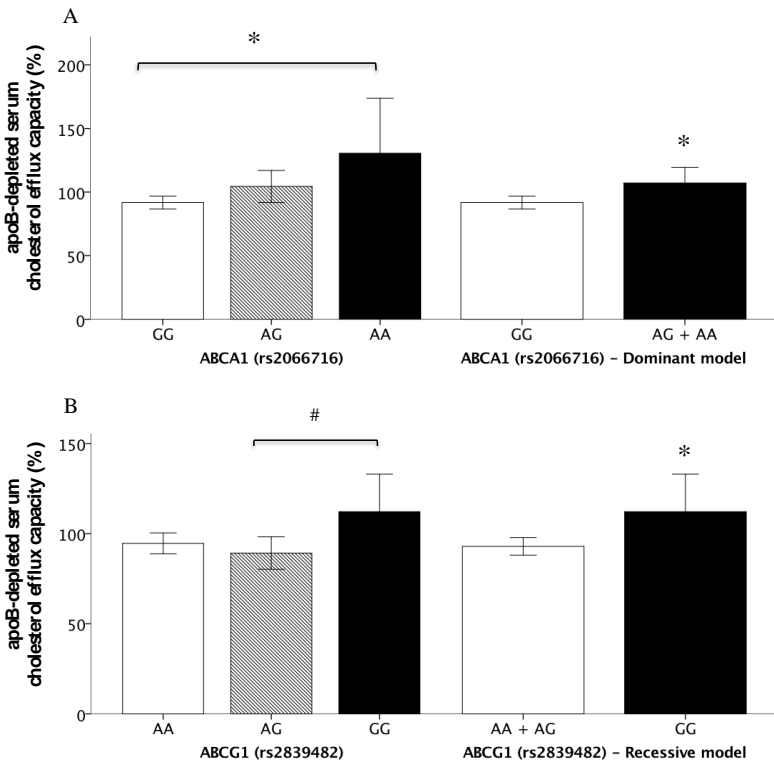 A
*
apoB-depleted serum
cholesterol efflux capacity (%)
200
150
100
50
0
*
GG
AG
AA
GG
AG + AA
ABCA1 (rs2066716)
ABCA1 (rs2066716) – Dominant model
B
#
apoB-depleted serum
cholesterol efflux capacity (%)
150
100
50
0
*
AA
AG
GG
AA + AG
GG
ABCG1 (rs2839482)
ABCG1 (rs2839482) – Recessive model